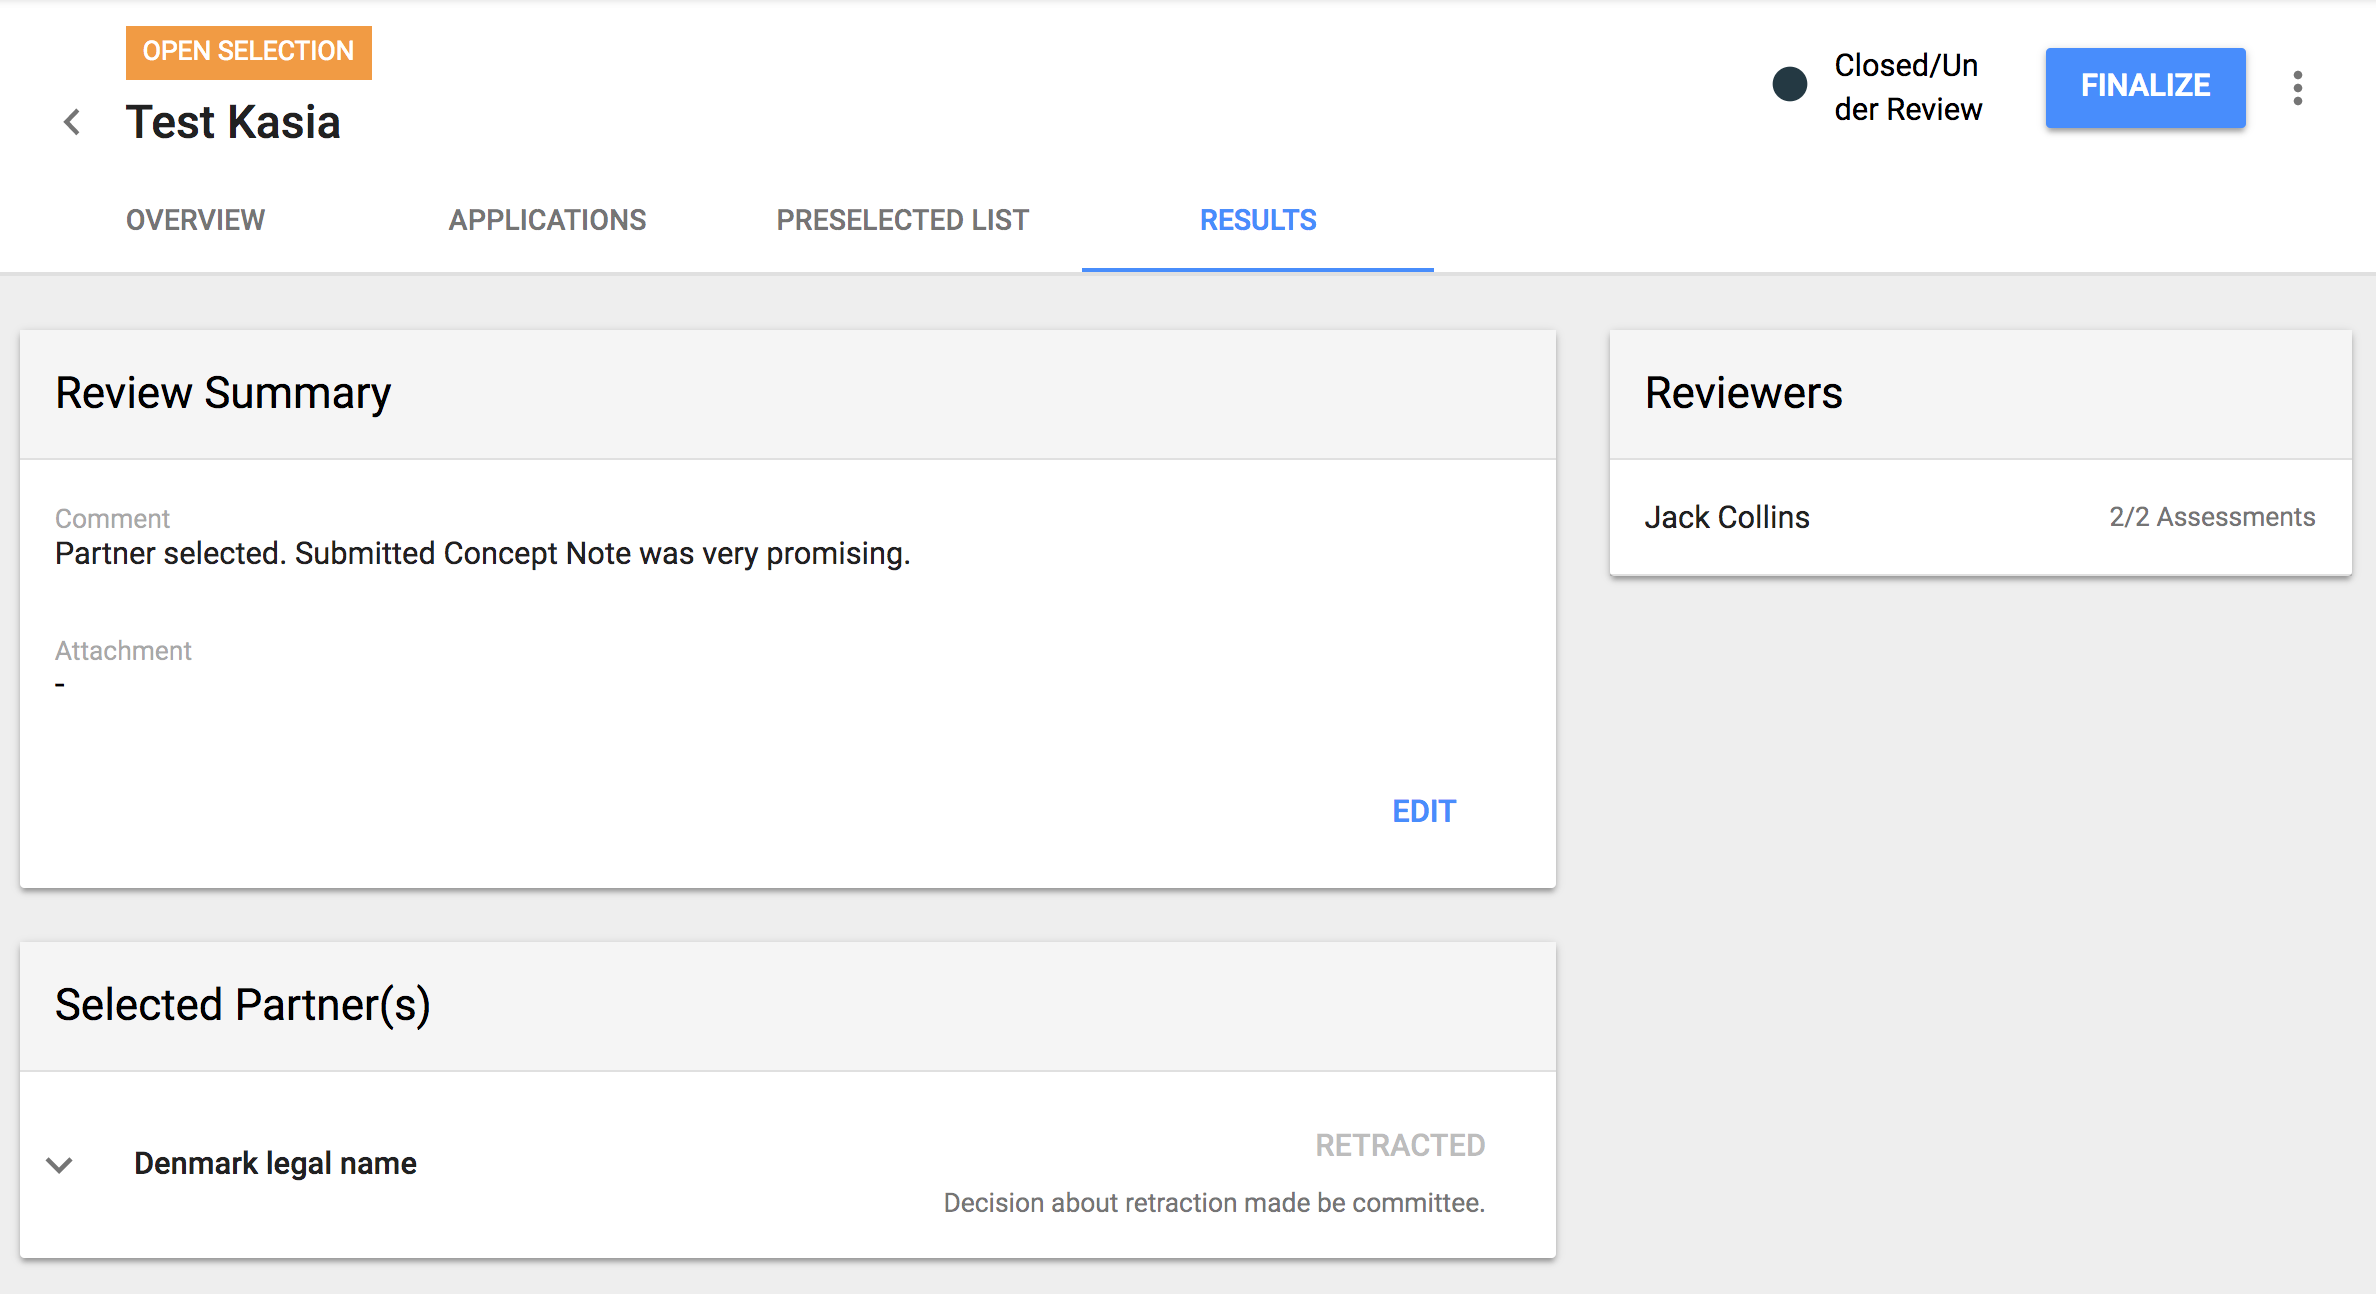 OPEN SELECTION
Test Kasia
Closed/Un
der Review
FINALIZE
OVERVIEW
APPLICATIONS
PRESELECTED LIST
RESULTS
Review Summary
Comment
Partner selected. Submitted Concept Note was very promising.
Attachment
-
EDIT
Reviewers
Jack Collins
2/2 Assessments
Selected Partner(s)
Denmark legal name
RETRACTED
Decision about retraction made be committee.